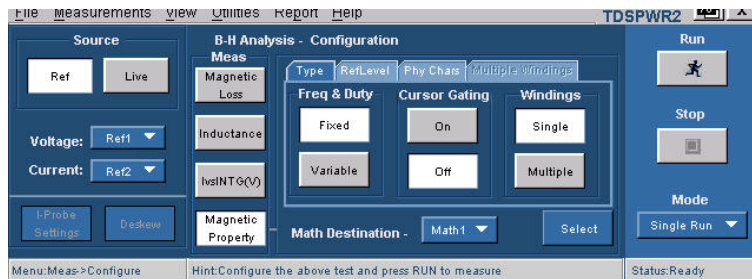 File Measurements View Utilities Report Help
TDSPWR2
Source
Ref Live
Voltage: Ref1
Current: Ref2
I-Probe Settings
Deskew
B-H Analysis - Configuration
Meas
Magnetic Loss
Inductance
IvsINTG(V)
Magnetic Property
Type RefLevel Phy Chars Multiple Windings
Freq & Duty
Fixed
Variable
Cursor Gating
On
Off
Windings
Single
Multiple
Math Destination - Math1
Select
Run
Stop
Mode
Single Run
Menu:Meas->Configure
Hint:Configure the above test and press RUN to measure
Status:Ready